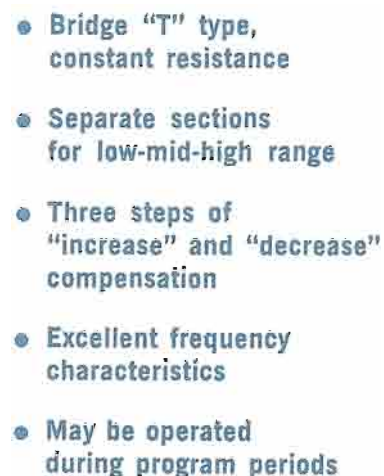 • Bridge “T” type,
constant resistance
• Separate sections
for low-mid-high range
• Three steps of
“increase” and “decrease”
compensation
• Excellent frequency
characteristics
• May be operated
during program periods